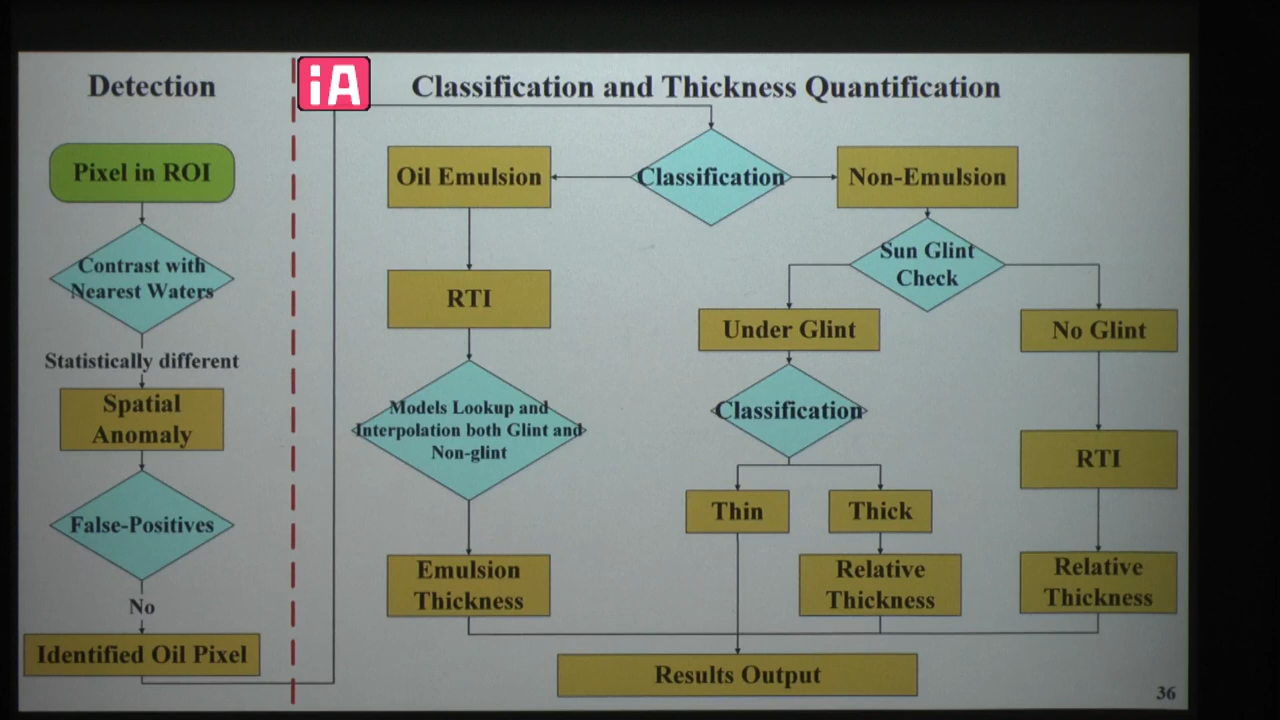 Detection
iA
Classification and Thickness Quantification
Pixel in ROI
Contrast with
Nearest Waters
Statistically different
Spatial
Anomaly
False-Positives
No
Identified Oil Pixel
Classification
Oil Emulsion
RTI
Models Lookup and
Interpolation both Glint and
Non-glint
Emulsion
Thickness
Non-Emulsion
Sun Glint
Check
Under Glint
Classification
Thin
Thick
Relative
Thickness
No Glint
RTI
Relative
Thickness
Results Output
36